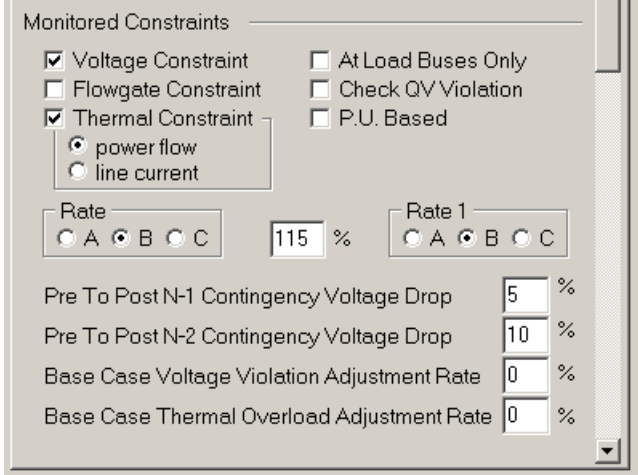 Monitored Constraints
Voltage Constraint At Load Buses Only
Flowgate Constraint Check QV Violation
Thermal Constraint P.U. Based
power flow
line current
Rate Rate 1
A B C 115 % A B C
Pre To Post N-1 Contingency Voltage Drop 5 %
Pre To Post N-2 Contingency Voltage Drop 10 %
Base Case Voltage Violation Adjustment Rate 0 %
Base Case Thermal Overload Adjustment Rate 0 %